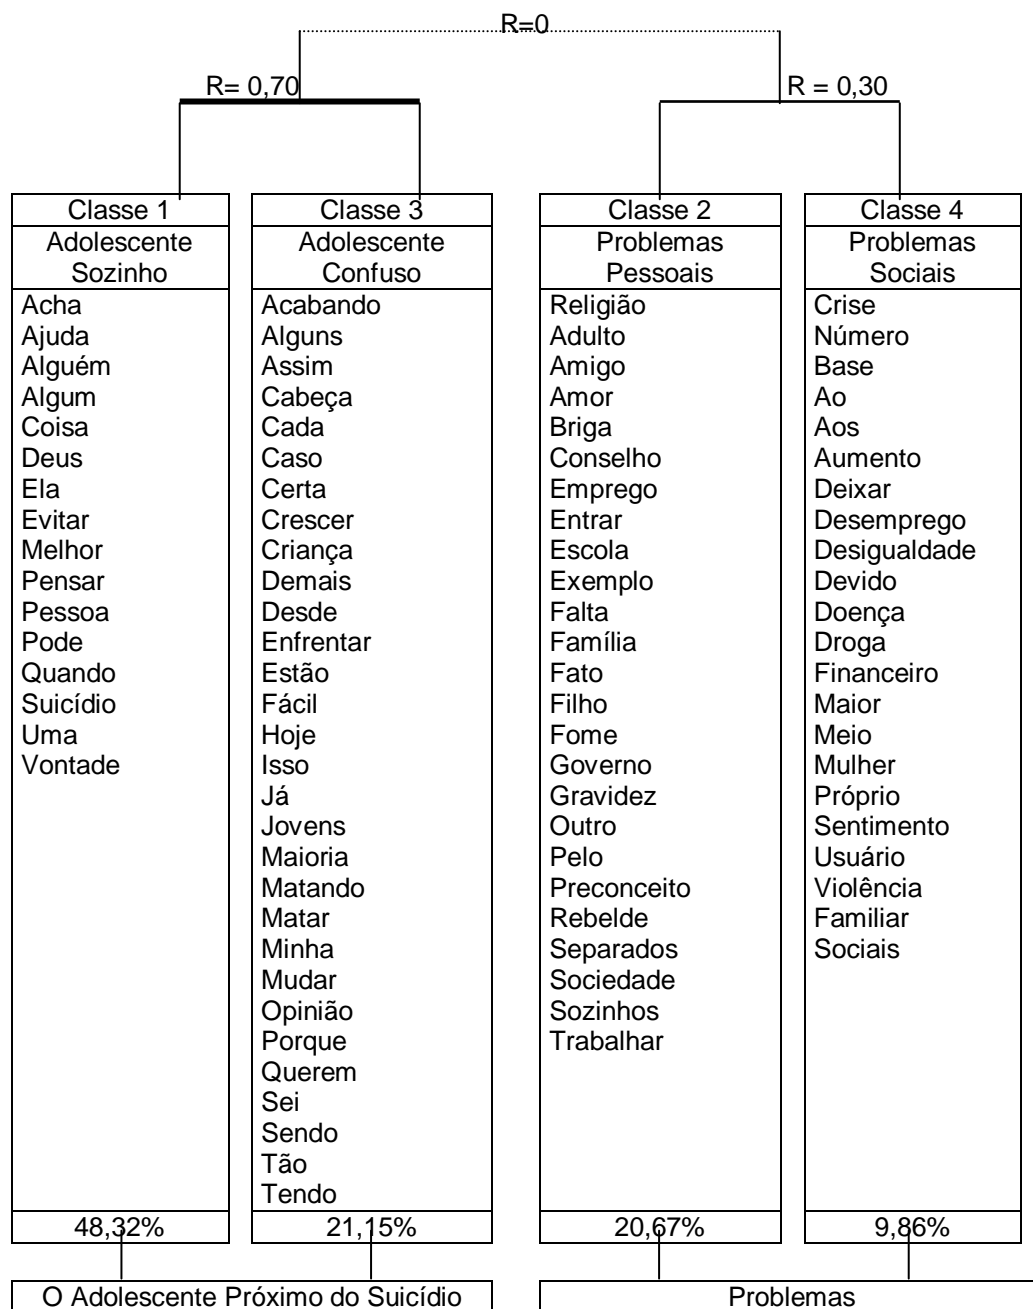 R=0
R= 0,70
R = 0,30
Classe 1
Adolescente
Sozinho
Acha
Ajuda
Alguém
Algum
Coisa
Deus
Ela
Evitar
Melhor
Pensar
Pessoa
Pode
Quando
Suicídio
Uma
Vontade
48,32%
Classe 3
Adolescente
Confuso
Acabando
Alguns
Assim
Cabeça
Cada
Caso
Certa
Crescer
Criança
Demais
Desde
Enfrentar
Estão
Fácil
Hoje
Isso
Já
Jovens
Maioria
Matando
Matar
Minha
Mudar
Opinião
Porque
Querem
Sei
Sendo
Tão
Tendo
21,15%
Classe 2
Problemas
Pessoais
Religião
Adulto
Amigo
Amor
Briga
Conselho
Emprego
Entrar
Escola
Exemplo
Falta
Família
Fato
Filho
Fome
Governo
Gravidez
Outro
Pelo
Preconceito
Rebelde
Separados
Sociedade
Sozinhos
Trabalhar
20,67%
Classe 4
Problemas
Sociais
Crise
Número
Base
Ao
Aos
Aumento
Deixar
Desemprego
Desigualdade
Devido
Doença
Droga
Financeiro
Maior
Meio
Mulher
Próprio
Sentimento
Usuário
Violência
Familiar
Sociais
9,86%
O Adolescente Próximo do Suicídio
Problemas